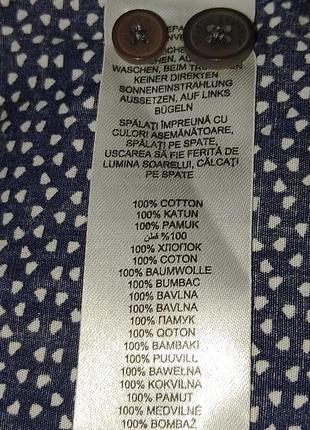 WASCHEN, BEIM
KEINER DIREKTEN
SONNENEINSTRAHLUNG
AUSSETZEN, AUF LINKS
BÜGELN
SPĂLAȚI ÎMPREUNĂ CU
CULORI ASEMĂNĂTOARE,
SPĂLAȚI PE SPATE,
USCAREA SĂ FIE FERITĂ DE
LUMINA SOARELUI, CĂLCAȚI
PE SPATE
100% COTTON
100% KATUN
100% PAMUK
%100 قطن
100% ХЛОПОК
100% COTON
100% BAUMWOLLE
100% BUMBAC
100% BAVLNA
100% BAVLNA
100% ПАМУК
100% QOTON
100% BAMBAKI
100% PUUVILL
100% BAWEŁNA
100% KOKVILNA
100% PAMUT
100% MEDVILNĖ
100% BOMBAŽ